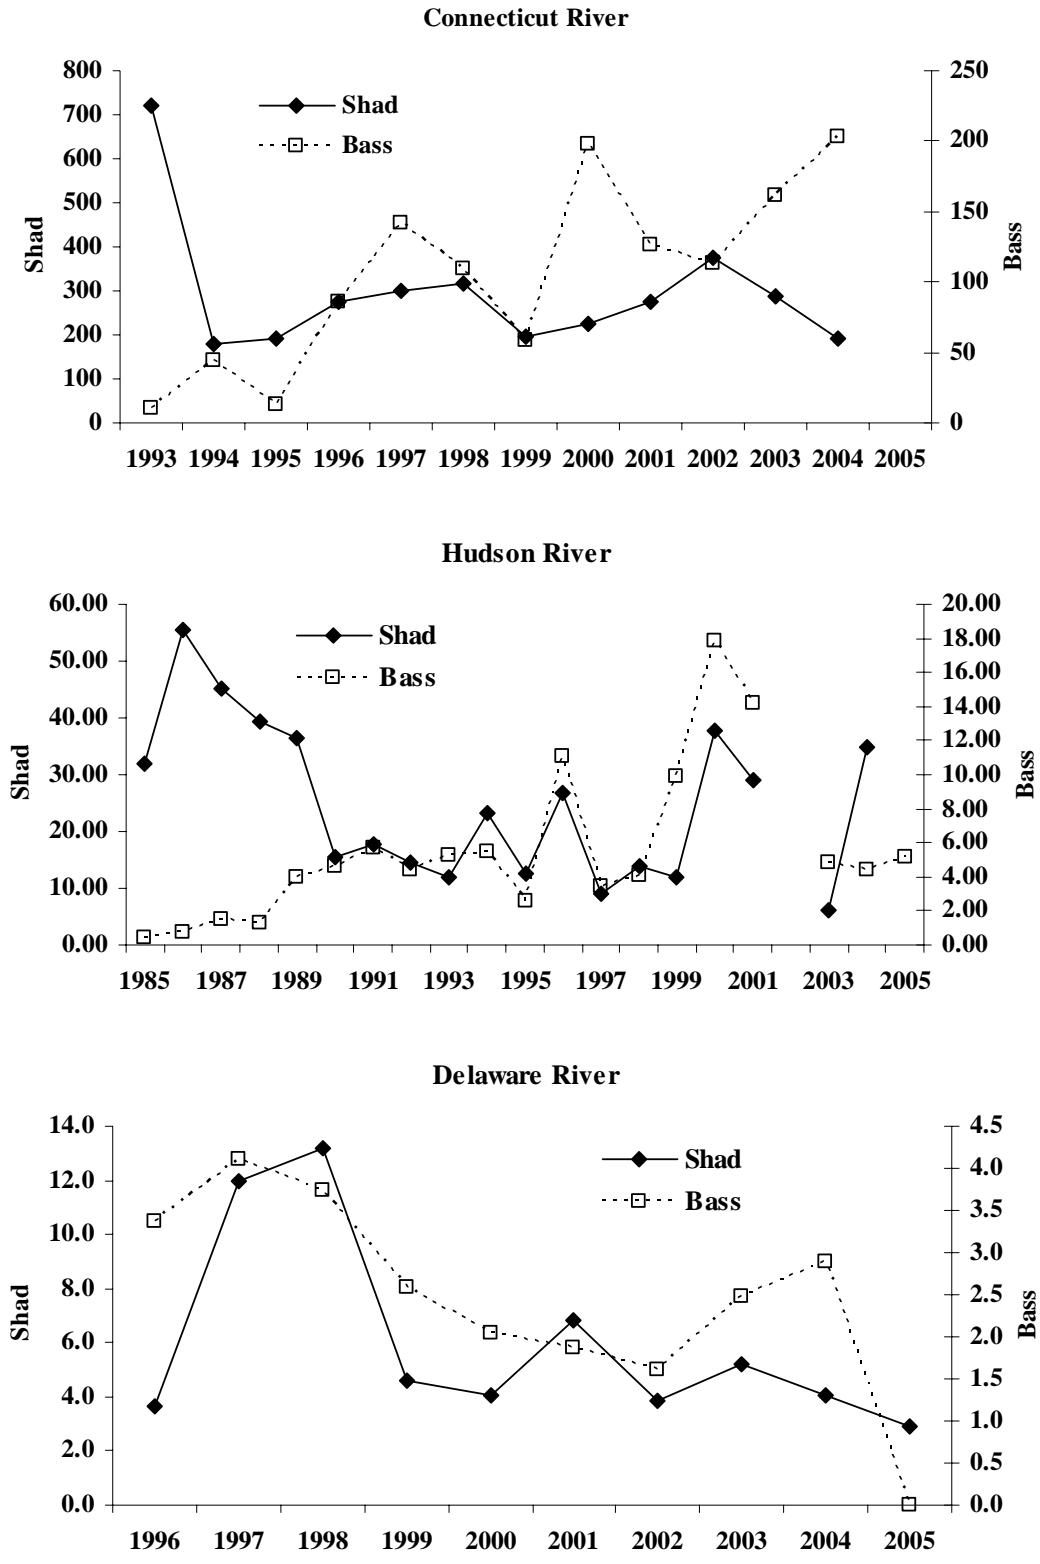 Connecticut River
800 250
700
Shad
200
600
Bass
500 150
400
Shad
Bass
300 100
200
50
100
0 0
1993 1994 1995 1996 1997 1998 1999 2000 2001 2002 2003 2004 2005
Hudson River
60.00 20.00
18.00
Shad
50.00 16.00
Bass
14.00
40.00 12.00
Shad
Bass
30.00 10.00
8.00
20.00 6.00
10.00 4.00
2.00
0.00 0.00
1985 1987 1989 1991 1993 1995 1997 1999 2001 2003 2005
Delaware River
14.0 4.5
Shad
12.0 4.0
Bass
3.5
10.0
3.0
8.0 2.5
Shad
Bass
6.0 2.0
4.0 1.5
1.0
2.0 0.5
0.0 0.0
1996 1997 1998 1999 2000 2001 2002 2003 2004 2005